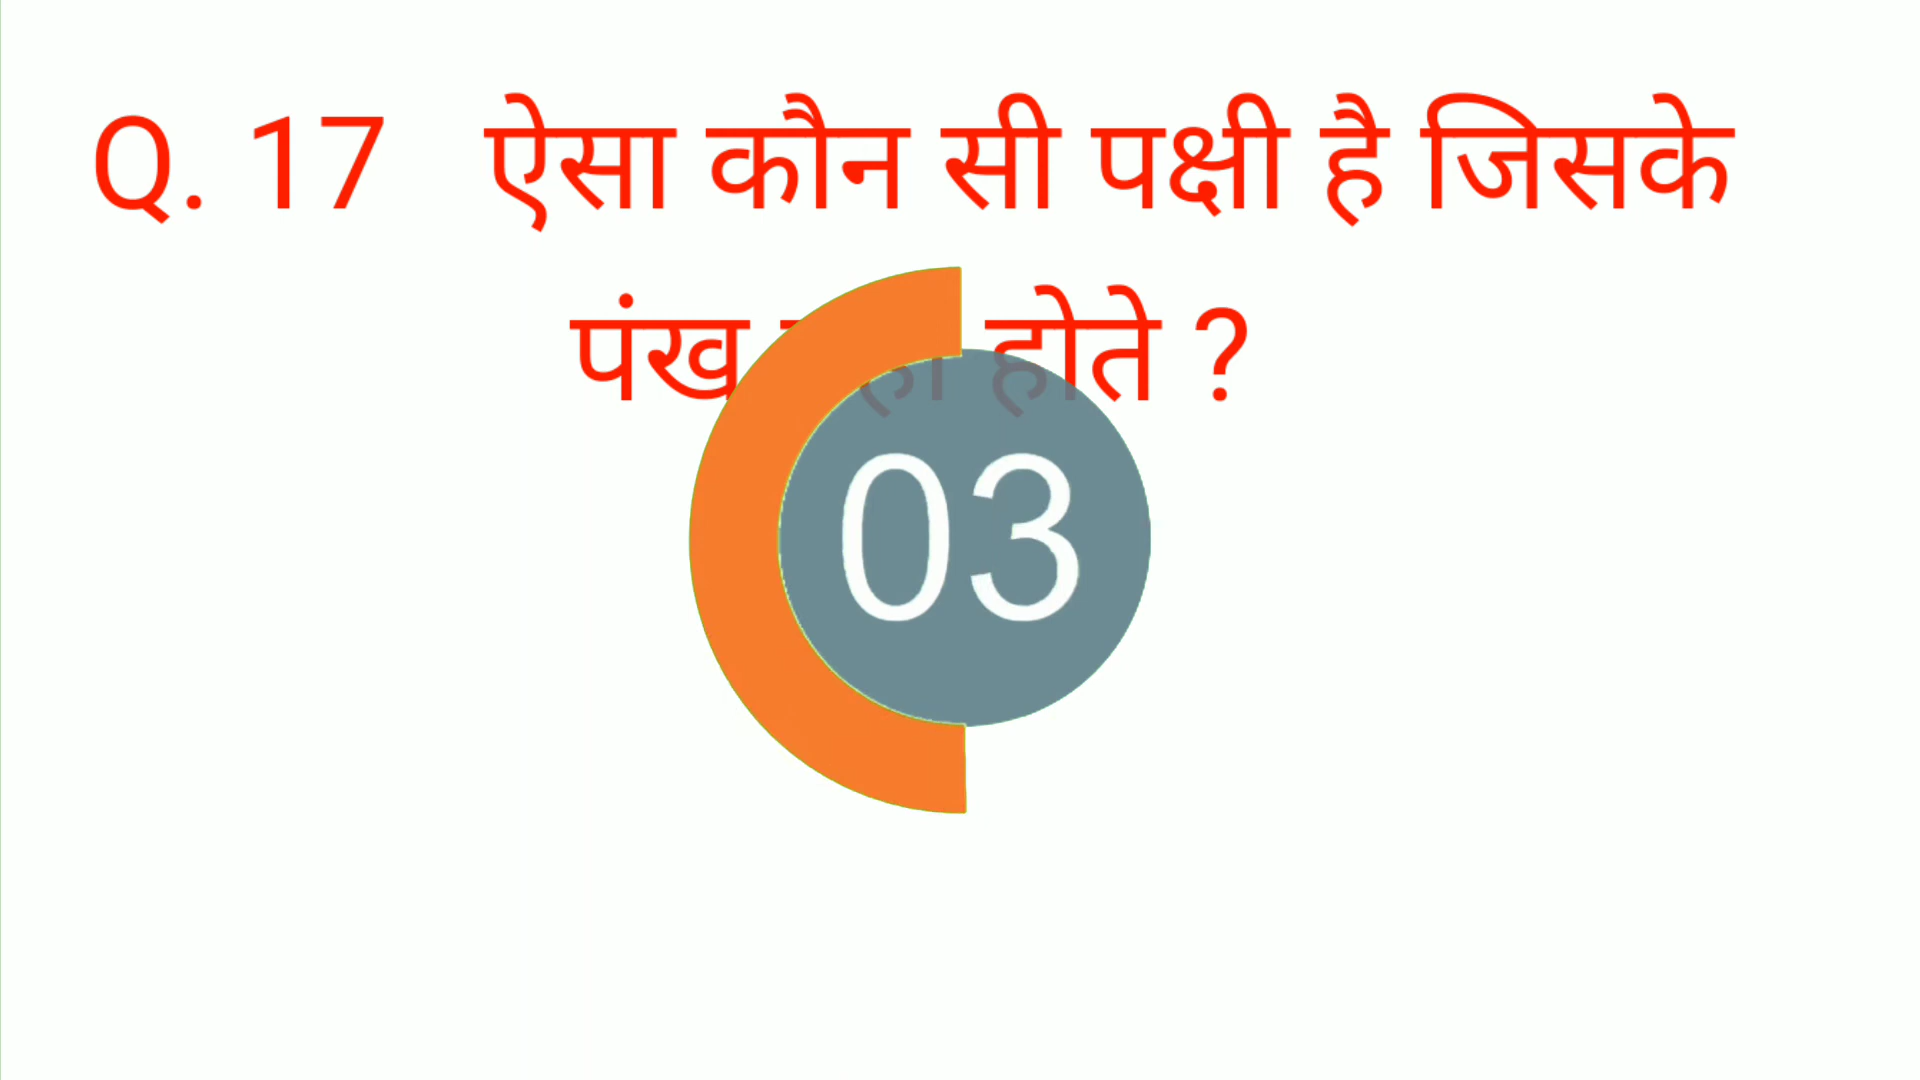 Q. 17 ऐसा कौन सी पक्षी है जिसके
पंख होते ?
03